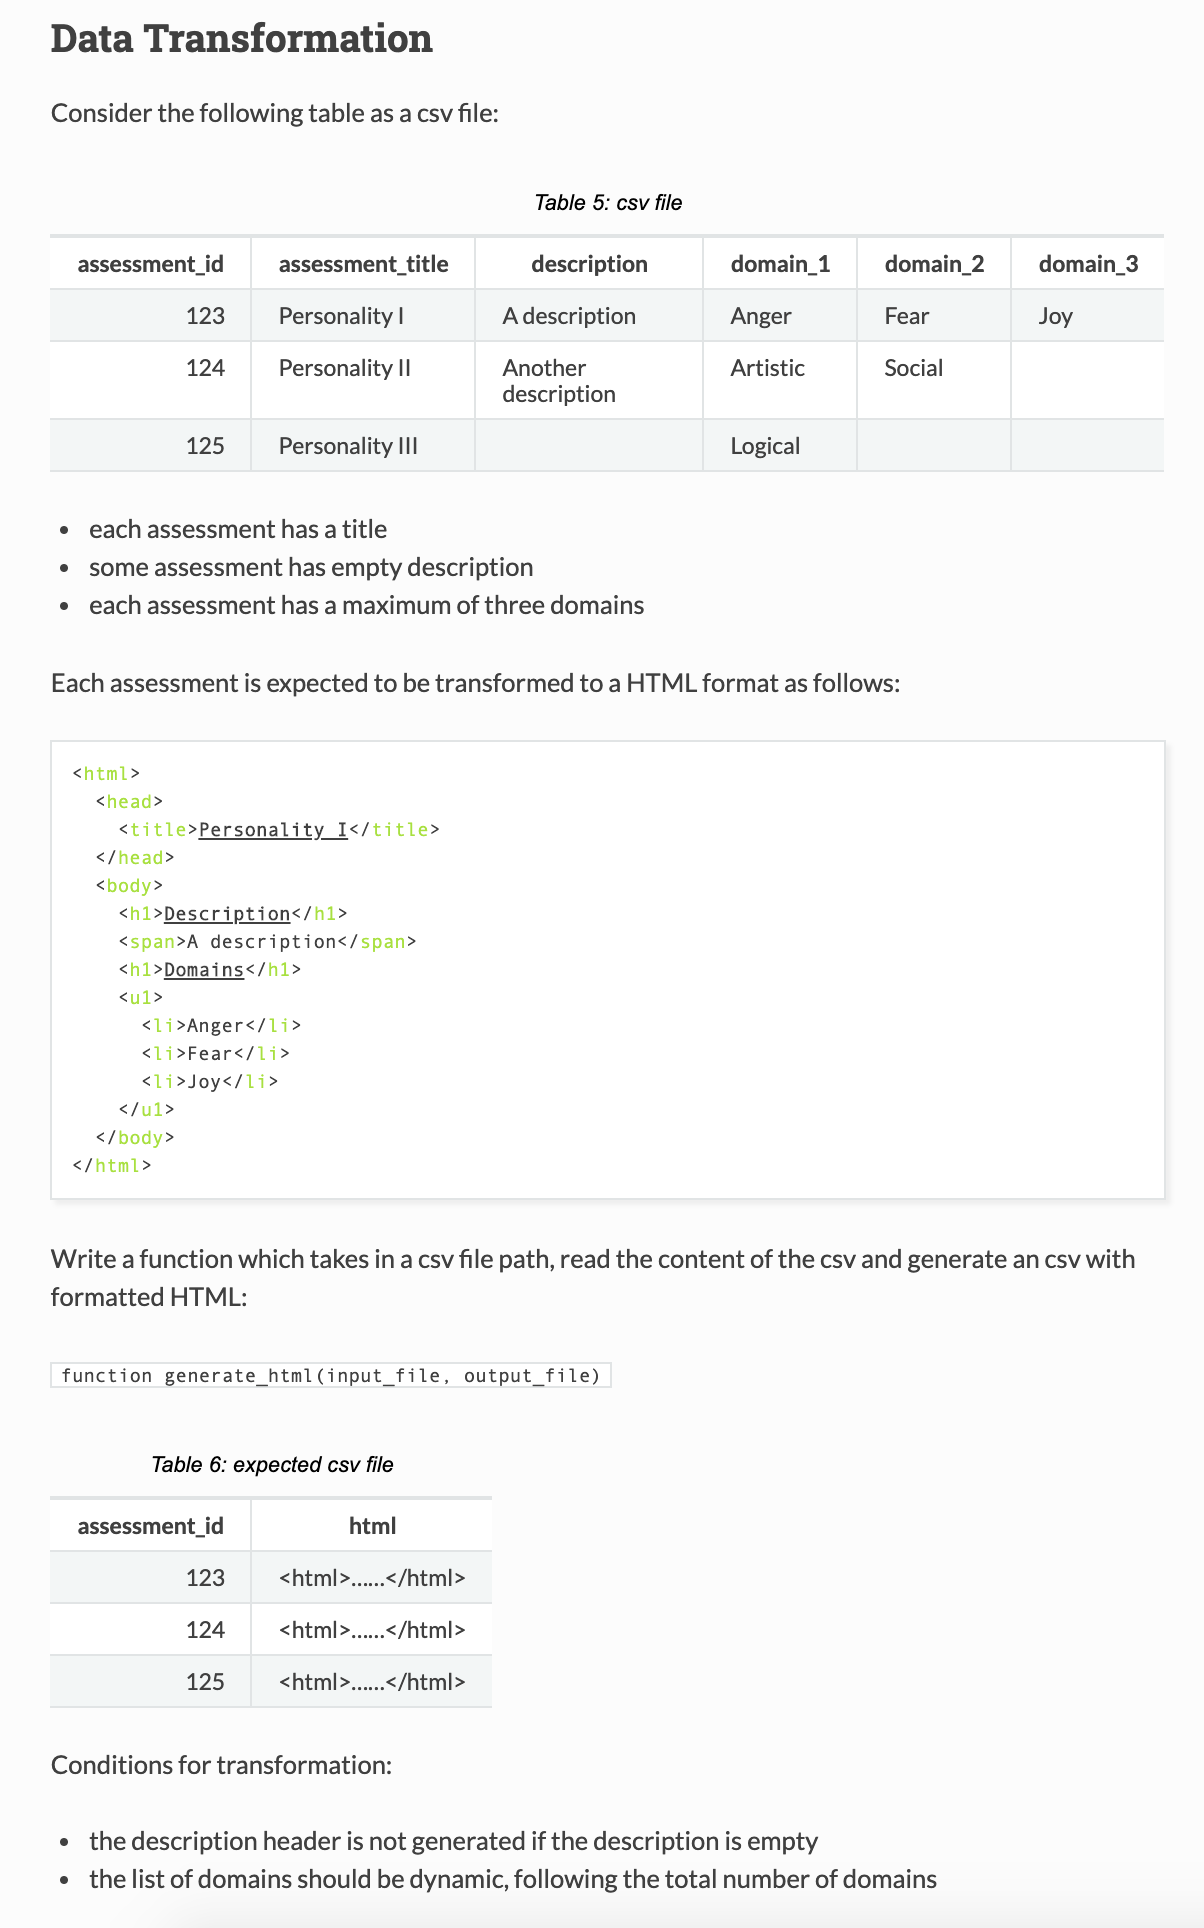 Data Transformation
Consider the following table as a csv file:
Table 5: csv file
assessment_id assessment_title description domain_1 domain_2 domain_3
123 Personality I A description Anger Fear Joy
124 Personality II Another description Artistic Social
125 Personality III Logical
• each assessment has a title
• some assessment has empty description
• each assessment has a maximum of three domains
Each assessment is expected to be transformed to a HTML format as follows:
<html>
<head>
<title>Personality I</title>
</head>
<body>
<h1>Description</h1>
<span>A description</span>
<h1>Domains</h1>
<u1>
<li>Anger</li>
<li>Fear</li>
<li>Joy</li>
</u1>
</body>
</html>
Write a function which takes in a csv file path, read the content of the csv and generate an csv with
formatted HTML:
function generate_html(input_file, output_file)
Table 6: expected csv file
assessment_id html
123 <html>……</html>
124 <html>……</html>
125 <html>……</html>
Conditions for transformation:
• the description header is not generated if the description is empty
• the list of domains should be dynamic, following the total number of domains